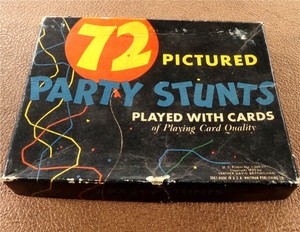 72
PICTURED
PARTY STUNTS
PLAYED WITH CARDS
of Playing Card Quality